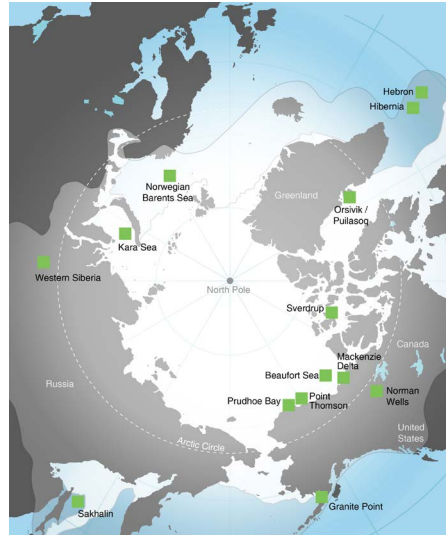 Hebron
Hibernia
Norwegian
Barents Sea
Greenland
Orsivik /
Puilasoq
Kara Sea
Western Siberia
North Pole
Sverdrup
Canada
Mackenzie
Delta
Beaufort Sea
Russia
Point
Thomson
Prudhoe Bay
Norman
Wells
United
States
Arctic Circle
Granite Point
Sakhalin